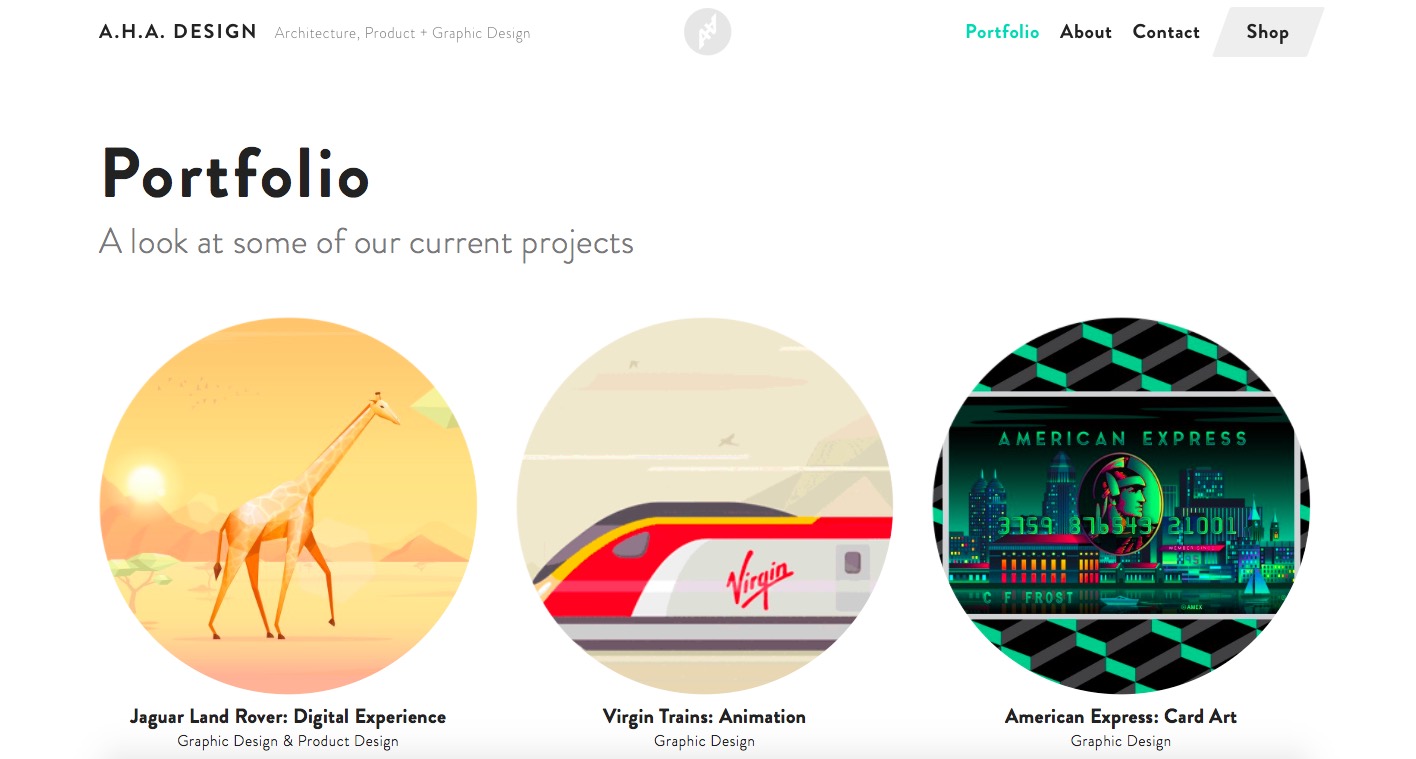 A.H.A. DESIGN Architecture, Product + Graphic Design
Portfolio About Contact Shop
Portfolio
A look at some of our current projects
Virgin
AMERICAN EXPRESS
3759 876543 21001
MEMBER SINCE
C F FROST
©AMEX
Jaguar Land Rover: Digital Experience
Graphic Design & Product Design
Virgin Trains: Animation
Graphic Design
American Express: Card Art
Graphic Design